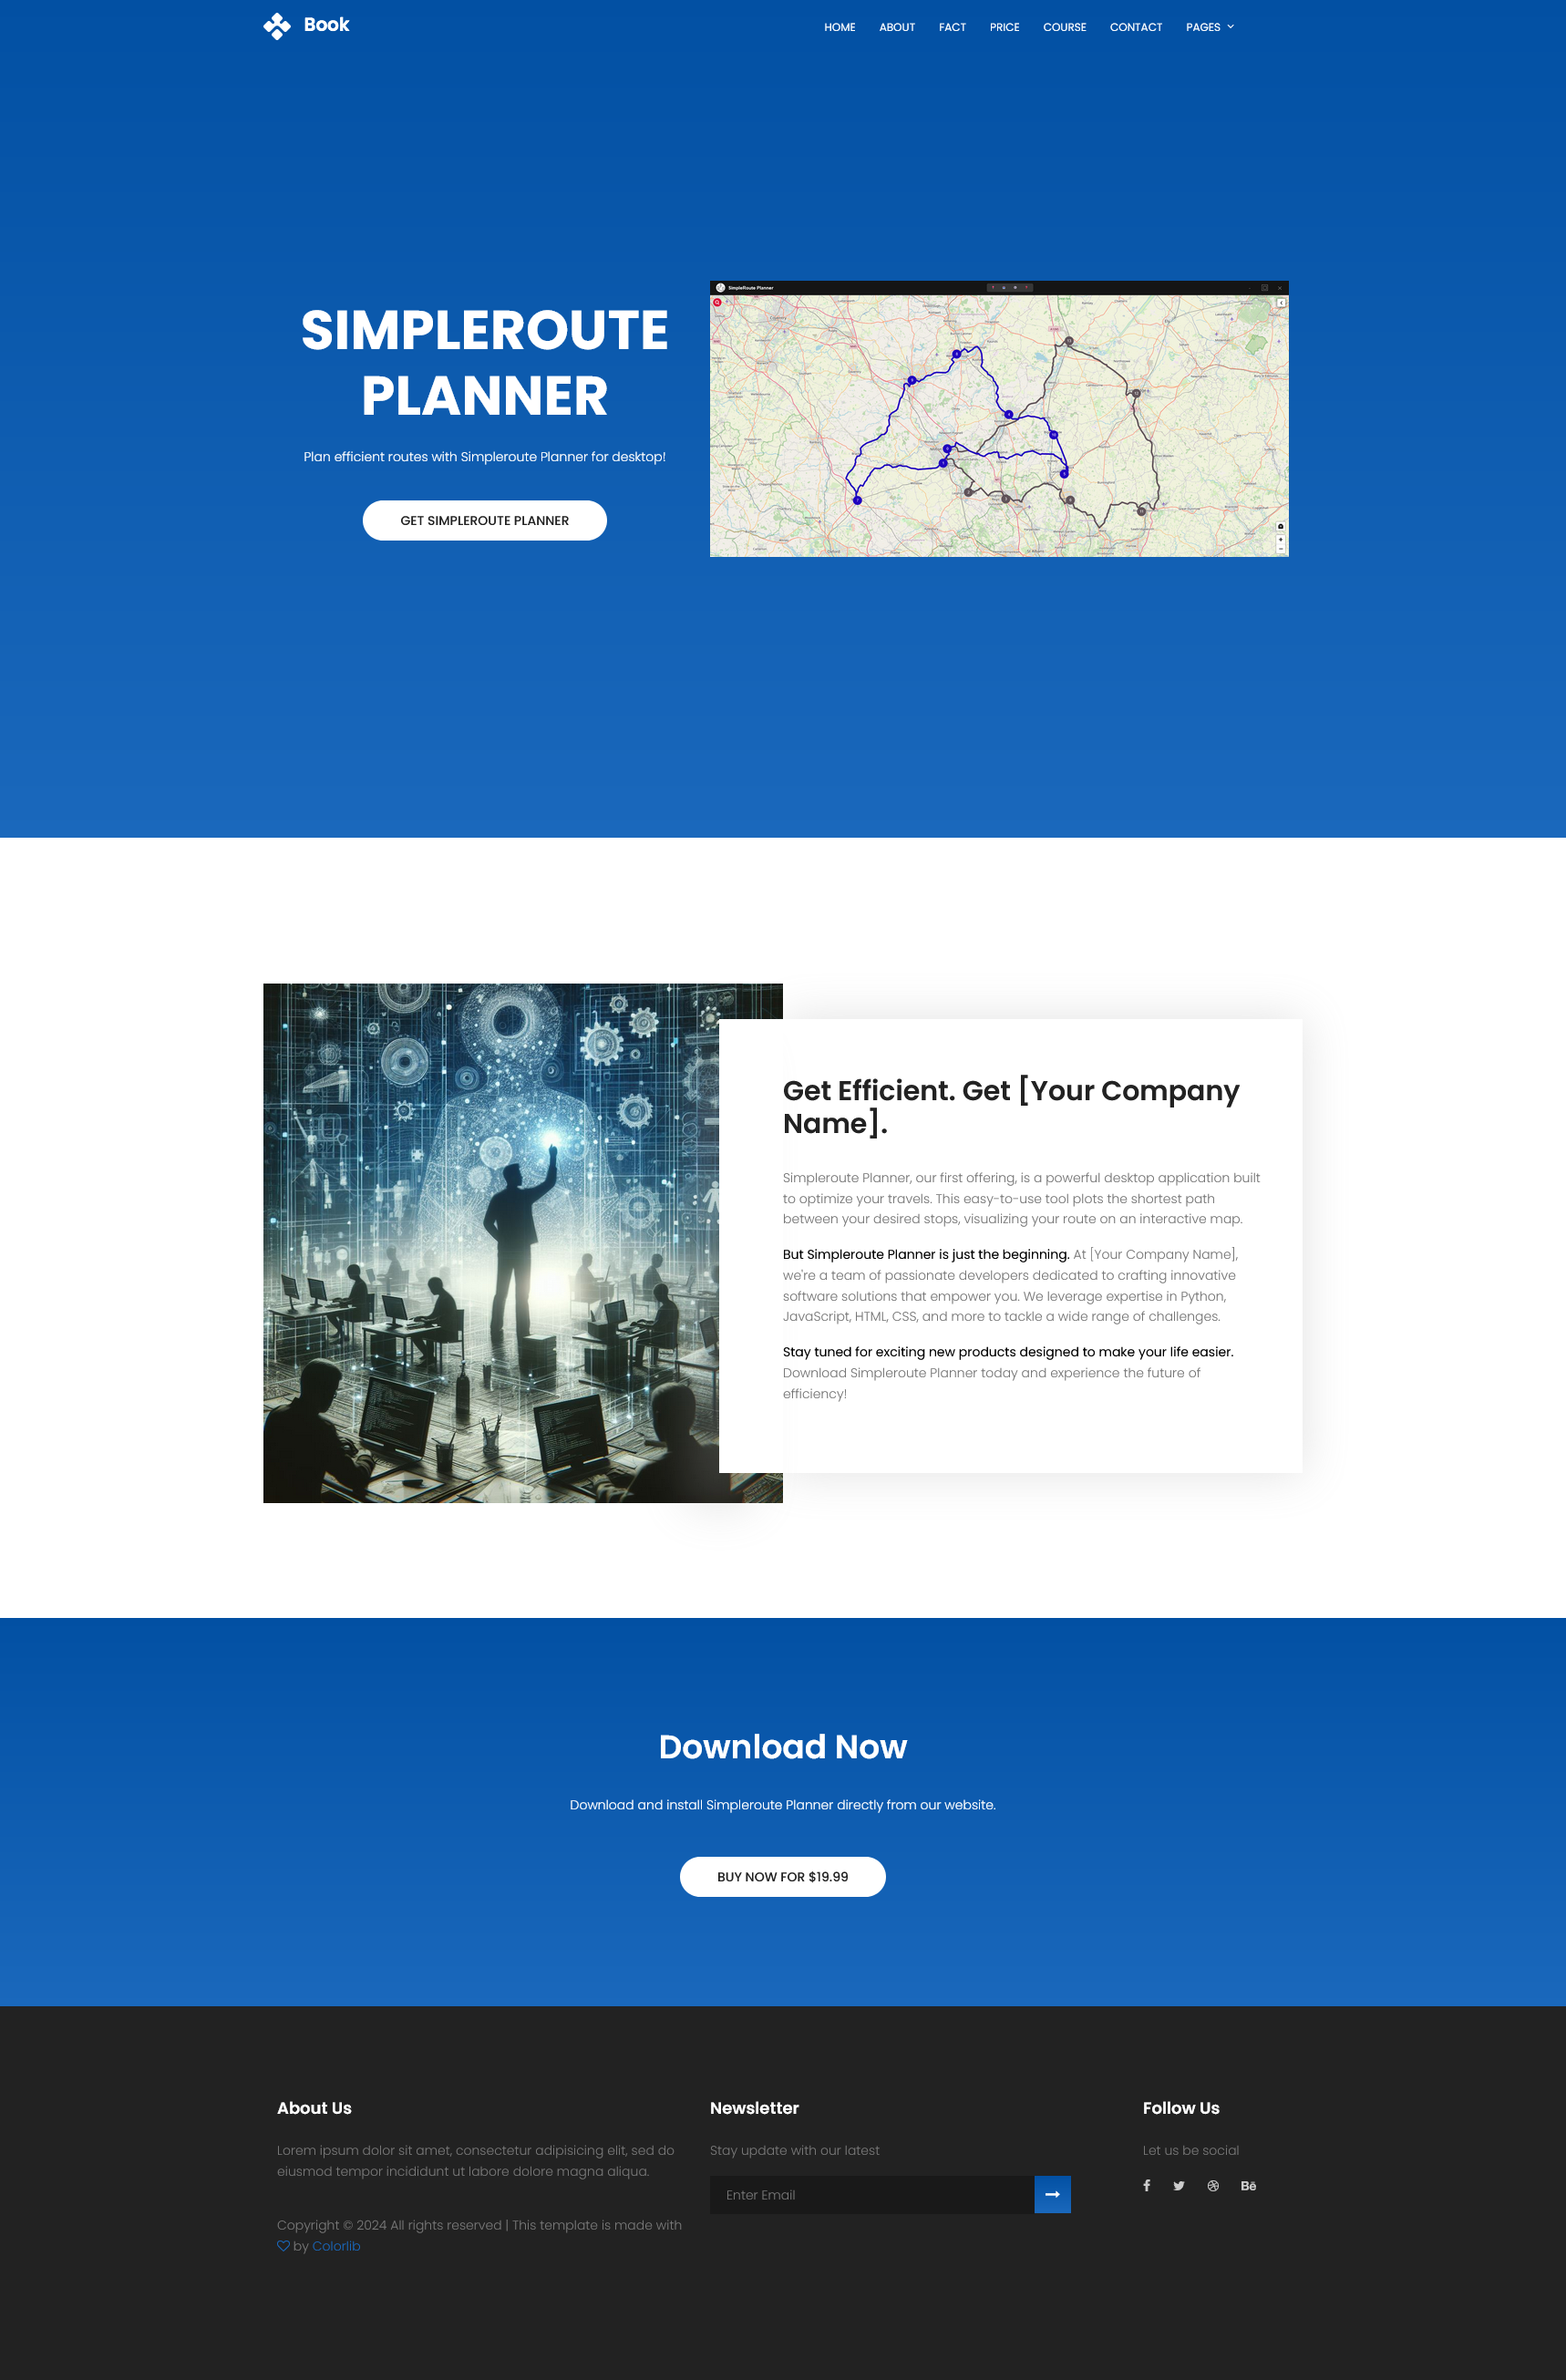 Book
HOME ABOUT FACT PRICE COURSE CONTACT PAGES
SIMPLEROUTE
PLANNER
Plan efficient routes with Simpleroute Planner for desktop!
GET SIMPLEROUTE PLANNER
SimpleRoute Planner
Get Efficient. Get [Your Company
Name].
Simpleroute Planner, our first offering, is a powerful desktop application built
to optimize your travels. This easy-to-use tool plots the shortest path
between your desired stops, visualizing your route on an interactive map.
But Simpleroute Planner is just the beginning. At [Your Company Name],
we're a team of passionate developers dedicated to crafting innovative
software solutions that empower you. We leverage expertise in Python,
JavaScript, HTML, CSS, and more to tackle a wide range of challenges.
Stay tuned for exciting new products designed to make your life easier.
Download Simpleroute Planner today and experience the future of
efficiency!
Download Now
Download and install Simpleroute Planner directly from our website.
BUY NOW FOR $19.99
About Us
Lorem ipsum dolor sit amet, consectetur adipisicing elit, sed do
eiusmod tempor incididunt ut labore dolore magna aliqua.
Copyright © 2024 All rights reserved | This template is made with
by Colorlib
Newsletter
Stay update with our latest
Enter Email
Follow Us
Let us be social